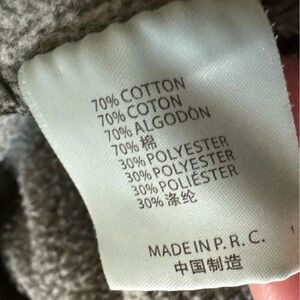 70% COTTON
70% COTON
70% ALGODÓN
70% 棉
30% POLYESTER
30% POLYESTER
30% POLIÉSTER
30% 涤纶
MADE IN P. R. C.
中国制造